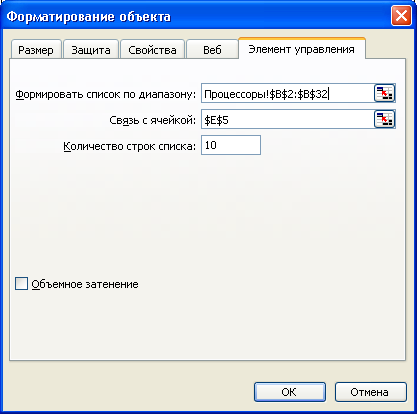 Форматирование объекта
Размер Защита Свойства Веб Элемент управления
Формировать список по диапазону: Процессоры!$B$2:$B$32
Связь с ячейкой: $E$5
Количество строк списка: 10
Объемное затенение
ОК Отмена